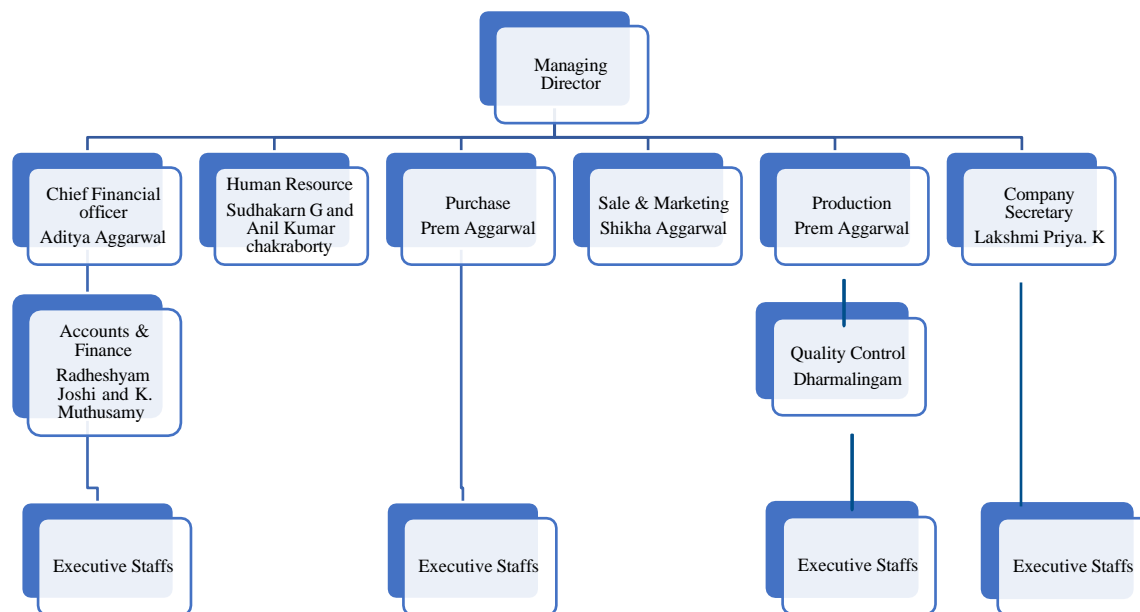 Managing
Director
Chief Financial
officer
Aditya Aggarwal
Human Resource
Sudhakarn G and
Anil Kumar
chakraborty
Purchase
Prem Aggarwal
Sale & Marketing
Shikha Aggarwal
Production
Prem Aggarwal
Company
Secretary
Lakshmi Priya. K
Accounts &
Finance
Radheshyam
Joshi and K.
Muthusamy
Quality Control
Dharmalingam
Executive Staffs
Executive Staffs
Executive Staffs
Executive Staffs